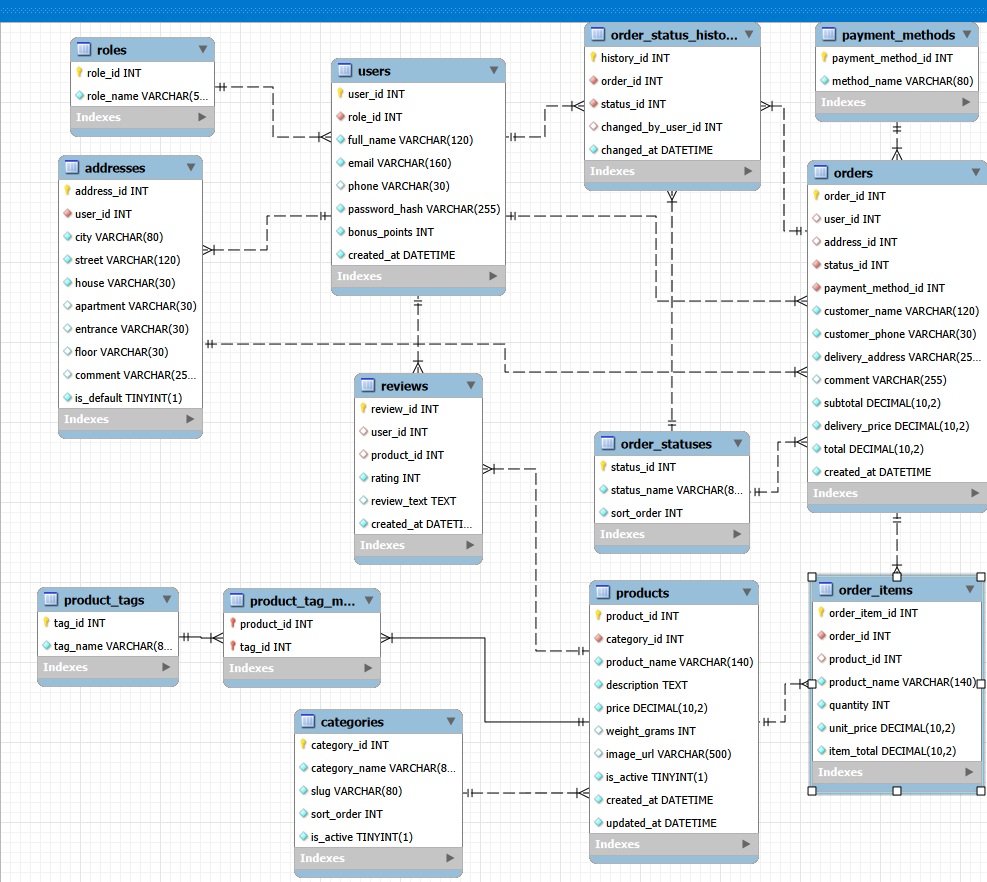 roles
role_id INT
role_name VARCHAR(5...
Indexes
users
user_id INT
role_id INT
full_name VARCHAR(120)
email VARCHAR(160)
phone VARCHAR(30)
password_hash VARCHAR(255)
bonus_points INT
created_at DATETIME
Indexes
order_status_histo...
history_id INT
order_id INT
status_id INT
changed_by_user_id INT
changed_at DATETIME
Indexes
payment_methods
payment_method_id INT
method_name VARCHAR(80)
Indexes
addresses
address_id INT
user_id INT
city VARCHAR(80)
street VARCHAR(120)
house VARCHAR(30)
apartment VARCHAR(30)
entrance VARCHAR(30)
floor VARCHAR(30)
comment VARCHAR(25...
is_default TINYINT(1)
Indexes
orders
order_id INT
user_id INT
address_id INT
status_id INT
payment_method_id INT
customer_name VARCHAR(120)
customer_phone VARCHAR(30)
delivery_address VARCHAR(25...
comment VARCHAR(255)
subtotal DECIMAL(10,2)
delivery_price DECIMAL(10,2)
total DECIMAL(10,2)
created_at DATETIME
Indexes
reviews
review_id INT
user_id INT
product_id INT
rating INT
review_text TEXT
created_at DATETI...
Indexes
order_statuses
status_id INT
status_name VARCHAR(8...
sort_order INT
Indexes
product_tags
tag_id INT
tag_name VARCHAR(8...
Indexes
product_tag_m...
product_id INT
tag_id INT
Indexes
products
product_id INT
category_id INT
product_name VARCHAR(140)
description TEXT
price DECIMAL(10,2)
weight_grams INT
image_url VARCHAR(500)
is_active TINYINT(1)
created_at DATETIME
updated_at DATETIME
Indexes
order_items
order_item_id INT
order_id INT
product_id INT
product_name VARCHAR(140)
quantity INT
unit_price DECIMAL(10,2)
item_total DECIMAL(10,2)
Indexes
categories
category_id INT
category_name VARCHAR(8...
slug VARCHAR(80)
sort_order INT
is_active TINYINT(1)
Indexes